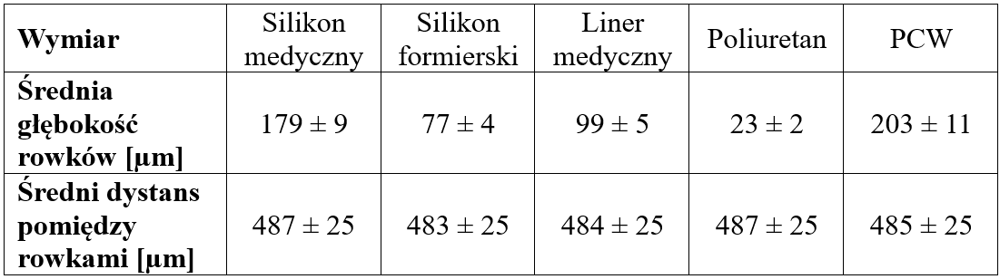 Wymiar
Silikon
medyczny
Silikon
formierski
Liner
medyczny
Poliuretan
PCW
Średnia
głębokość
rowków [µm]
179 ± 9
77 ± 4
99 ± 5
23 ± 2
203 ± 11
Średni dystans
pomiędzy
rowkami [µm]
487 ± 25
483 ± 25
484 ± 25
487 ± 25
485 ± 25